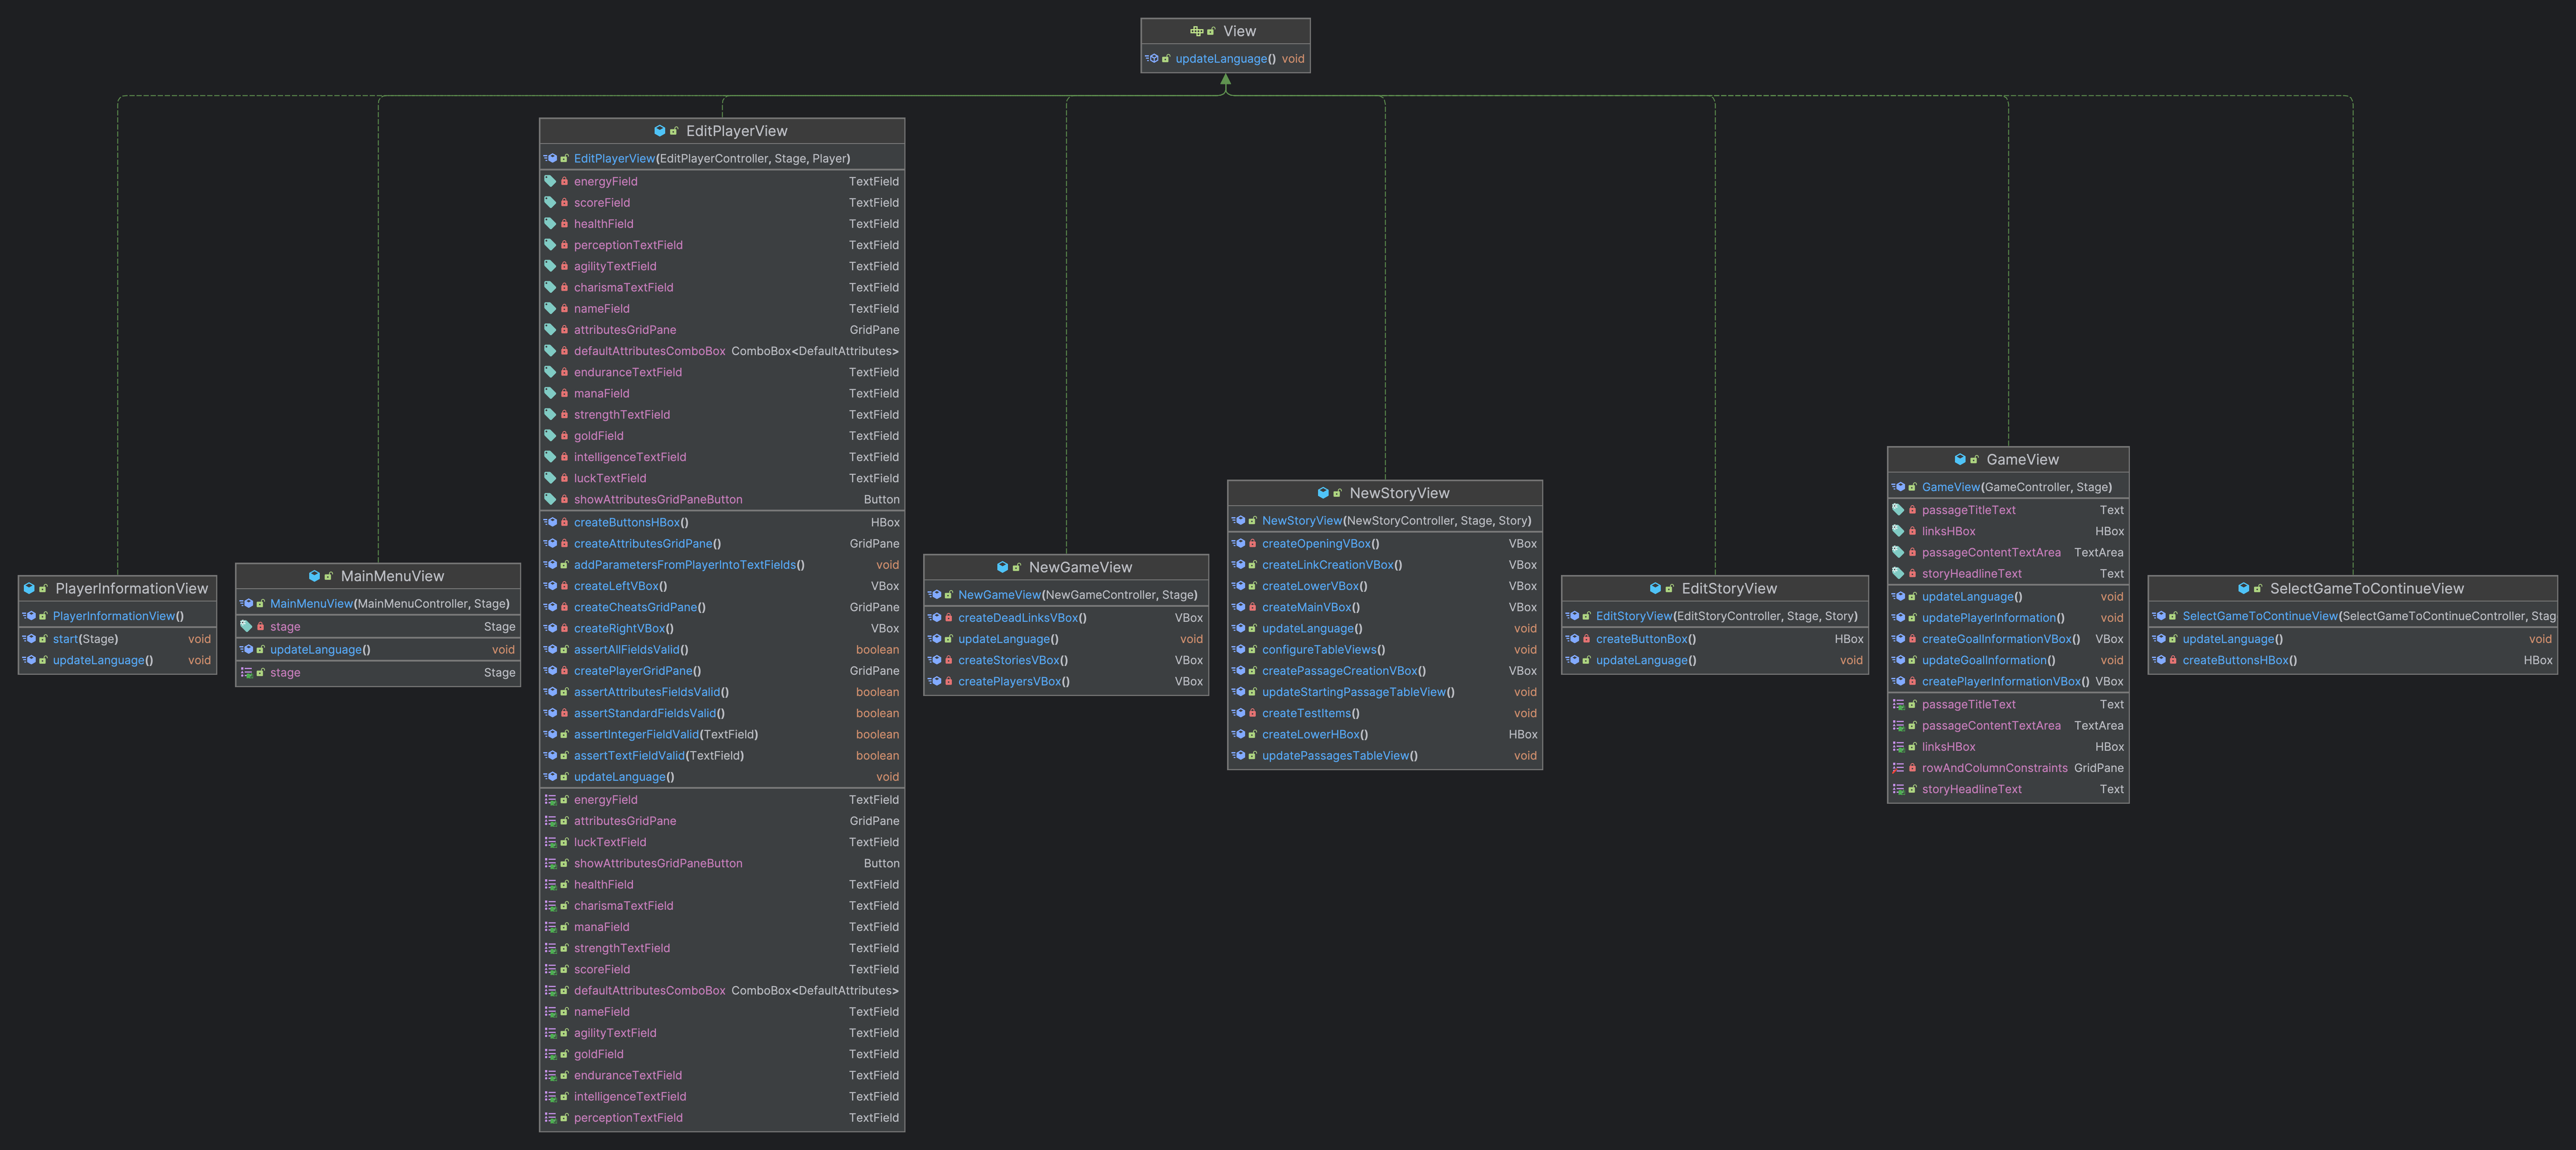 View
updateLanguage() void
EditPlayerView
EditPlayerView(EditPlayerController, Stage, Player)
energyField TextField
scoreField TextField
healthField TextField
perceptionTextField TextField
agilityTextField TextField
charismaTextField TextField
nameField TextField
attributesGridPane GridPane
defaultAttributesComboBox ComboBox<DefaultAttributes>
enduranceTextField TextField
manaField TextField
strengthTextField TextField
goldField TextField
intelligenceTextField TextField
luckTextField TextField
showAttributesGridPaneButton Button
createButtonsHBox() HBox
createAttributesGridPane() GridPane
addParametersFromPlayerIntoTextFields() void
createLeftVBox() VBox
createCheatsGridPane() GridPane
createRightVBox() VBox
assertAllFieldsValid() boolean
createPlayerGridPane() GridPane
assertAttributesFieldsValid() boolean
assertStandardFieldsValid() boolean
assertIntegerFieldValid(TextField) boolean
assertTextFieldValid(TextField) boolean
updateLanguage() void
energyField TextField
attributesGridPane GridPane
luckTextField TextField
showAttributesGridPaneButton Button
healthField TextField
charismaTextField TextField
manaField TextField
strengthTextField TextField
scoreField TextField
defaultAttributesComboBox ComboBox<DefaultAttributes>
nameField TextField
agilityTextField TextField
goldField TextField
enduranceTextField TextField
intelligenceTextField TextField
perceptionTextField TextField
PlayerInformationView
PlayerInformationView()
start(Stage) void
updateLanguage() void
MainMenuView
MainMenuView(MainMenuController, Stage)
stage Stage
updateLanguage() void
stage Stage
NewGameView
NewGameView(NewGameController, Stage)
createDeadLinksVBox() VBox
updateLanguage() void
createStoriesVBox() VBox
createPlayersVBox() VBox
NewStoryView
NewStoryView(NewStoryController, Stage, Story)
createOpeningVBox() VBox
createLinkCreationVBox() VBox
createLowerVBox() VBox
createMainVBox() VBox
updateLanguage() void
configureTableViews() void
createPassageCreationVBox() VBox
updateStartingPassageTableView() void
createTestItems() void
createLowerHBox() HBox
updatePassagesTableView() void
EditStoryView
EditStoryView(EditStoryController, Stage, Story)
createButtonBox() HBox
updateLanguage() void
GameView
GameView(GameController, Stage)
passageTitleText Text
linksHBox HBox
passageContentTextArea TextArea
storyHeadlineText Text
updateLanguage() void
updatePlayerInformation() void
createGoalInformationVBox() VBox
updateGoalInformation() void
createPlayerInformationVBox() VBox
passageTitleText Text
passageContentTextArea TextArea
linksHBox HBox
rowAndColumnConstraints GridPane
storyHeadlineText Text
SelectGameToContinueView
SelectGameToContinueView(SelectGameToContinueController, Stag
updateLanguage() void
createButtonsHBox() HBox